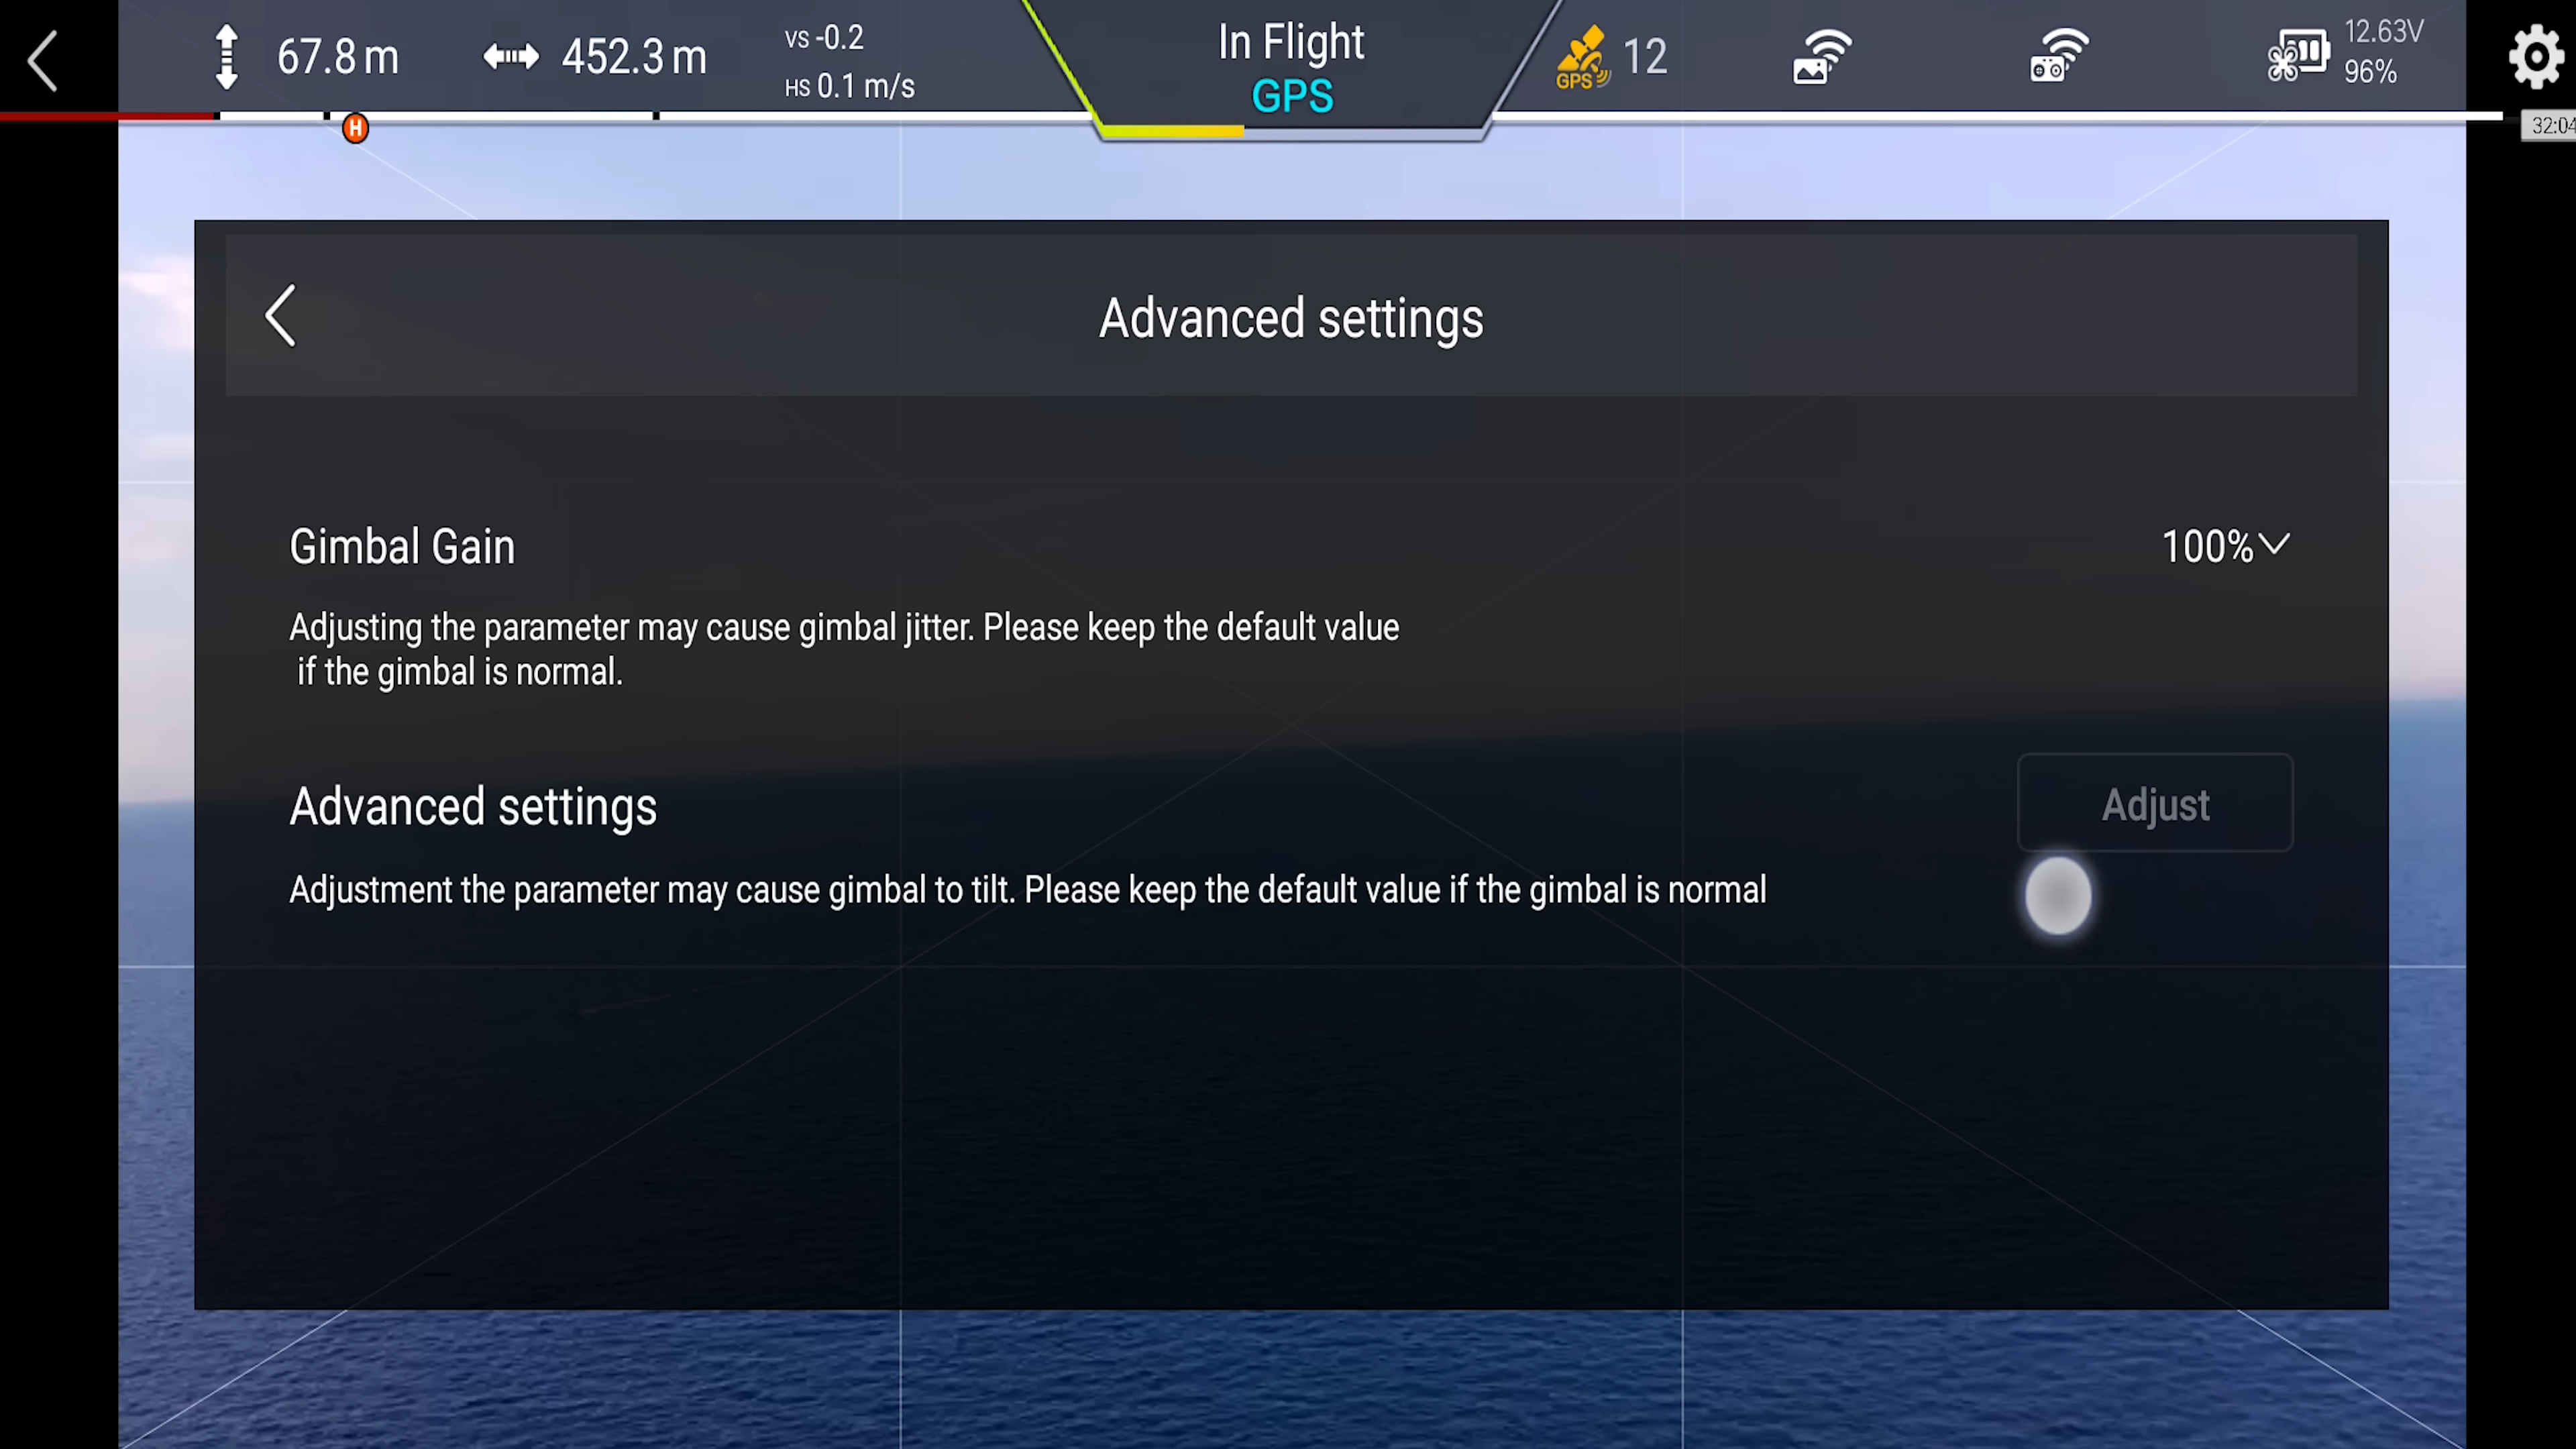 67.8 m
452.3 m
VS -0.2
HS 0.1 m/s
In Flight
GPS
GPS
12
12.63V
96%
H
32:04
Advanced settings
Gimbal Gain
100%
Adjusting the parameter may cause gimbal jitter. Please keep the default value
if the gimbal is normal.
Advanced settings
Adjust
Adjustment the parameter may cause gimbal to tilt. Please keep the default value if the gimbal is normal